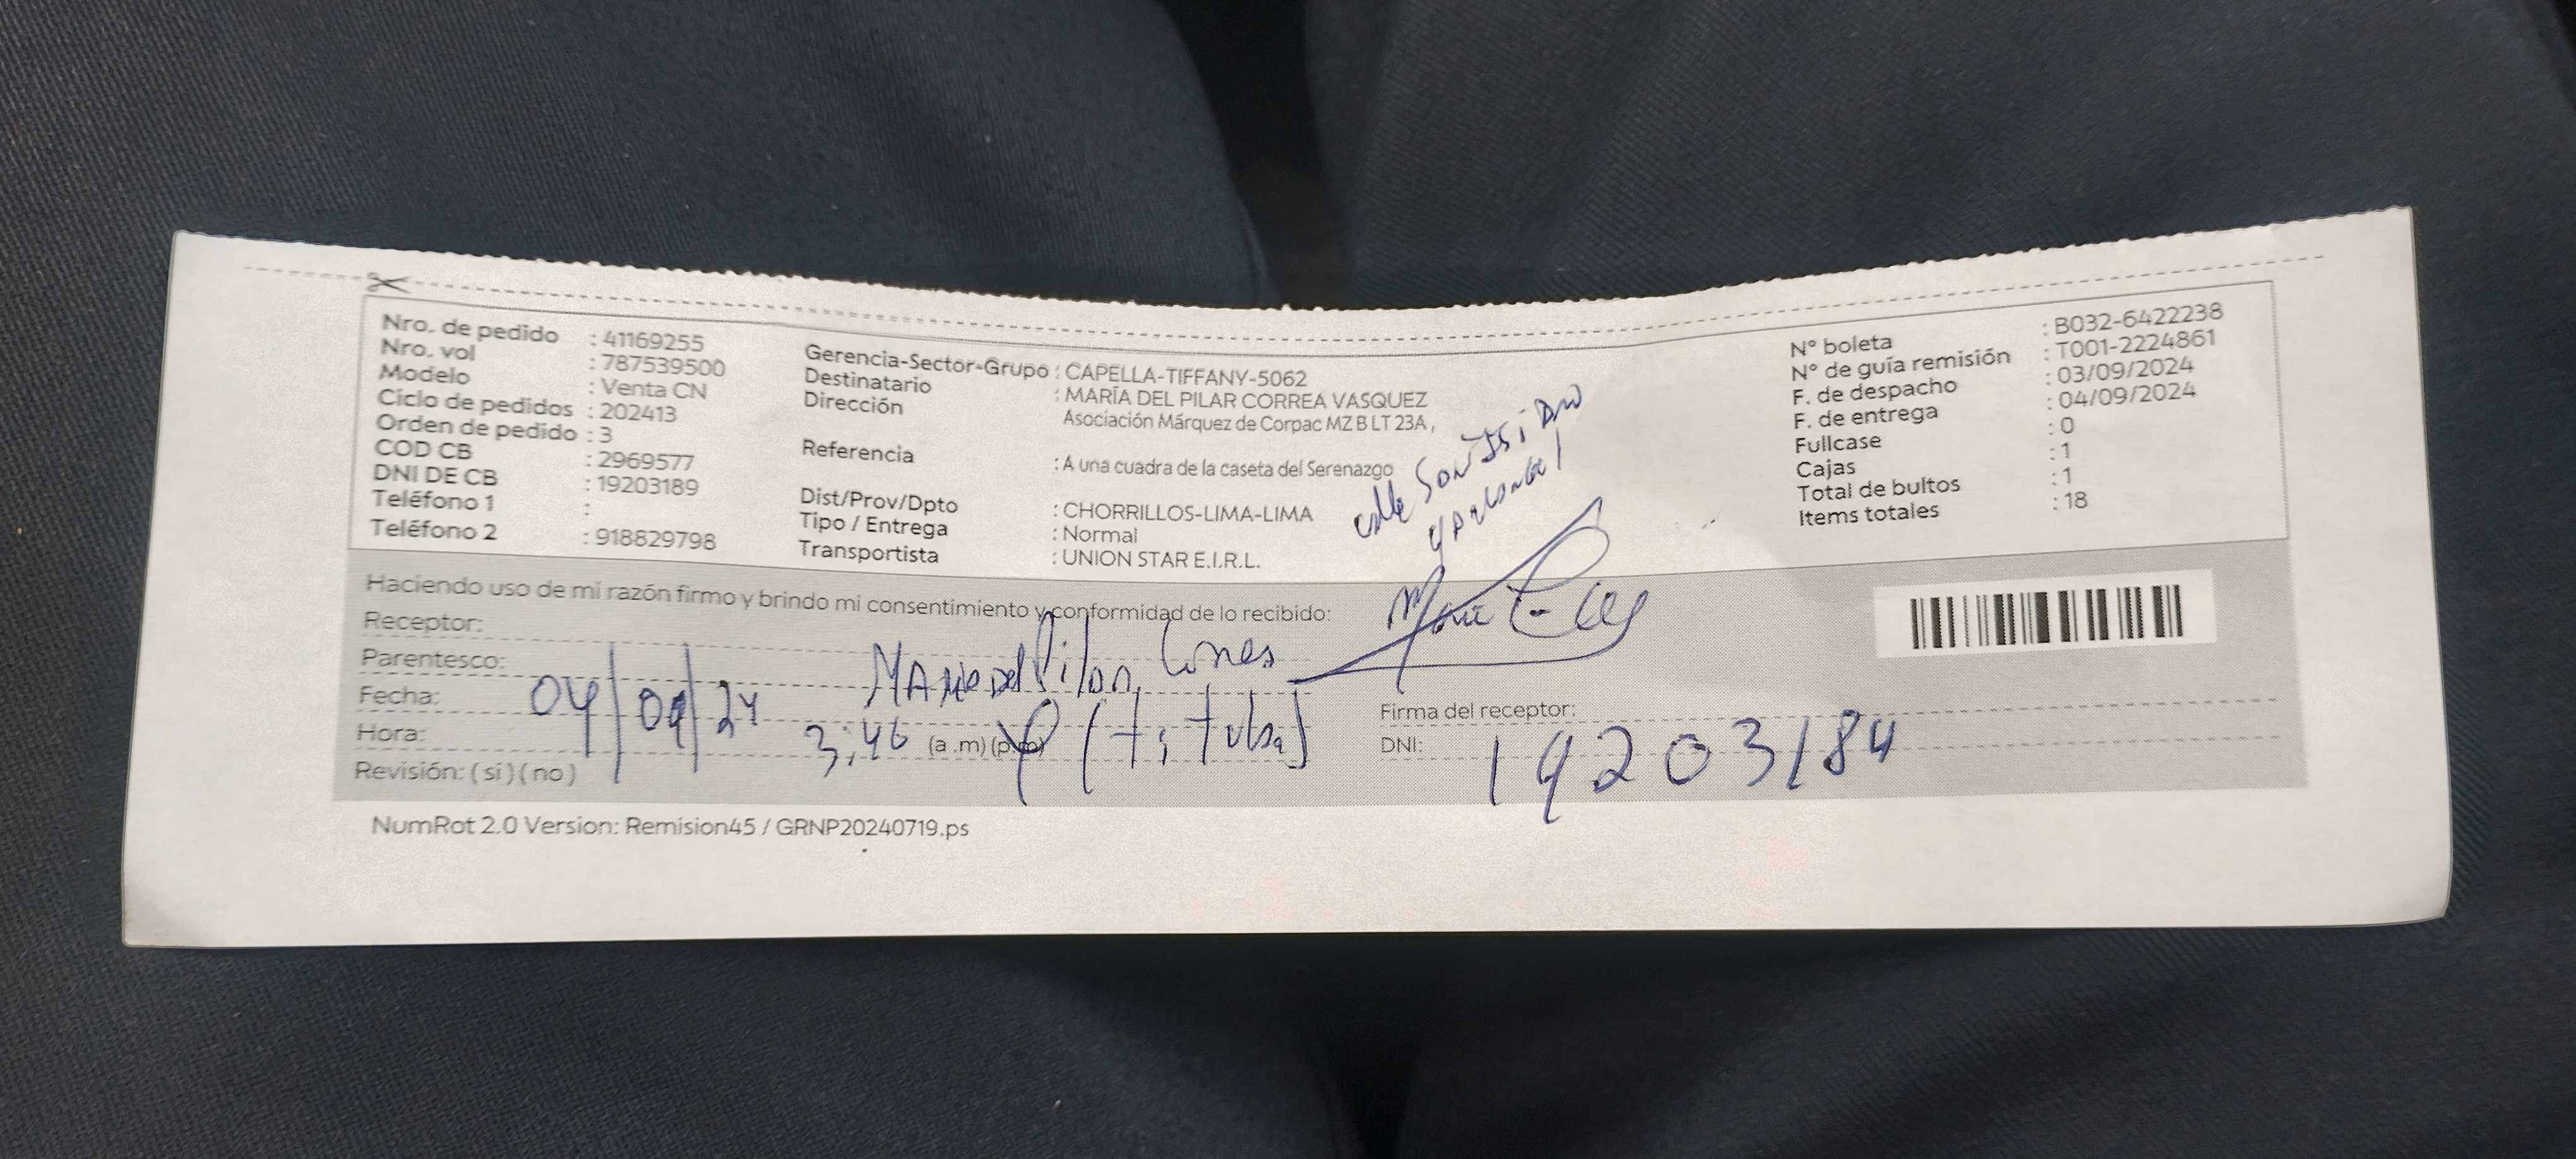 Nro. de pedido : 41169255
Nro. vol : 787539500
Modelo : Venta CN
Ciclo de pedidos : 202413
Orden de pedido : 3
COD CB : 2969577
DNI DE CB : 19203189
Teléfono 1 :
Teléfono 2 : 918829798
Gerencia-Sector-Grupo : CAPELLA-TIFFANY-5062
Destinatario : MARÍA DEL PILAR CORREA VASQUEZ
Dirección Asociación Márquez de Corpac MZ B LT 23A ,
Referencia : A una cuadra de la caseta del Serenazgo
Dist/Prov/Dpto : CHORRILLOS-LIMA-LIMA
Tipo / Entrega : Normal
Transportista : UNION STAR E.I.R.L.
calle
N° boleta : B032-6422238
N° de guía remisión : T001-2224861
F. de despacho : 03/09/2024
F. de entrega : 04/09/2024
Fullcase : 0
Cajas : 1
Total de bultos : 1
Items totales : 18
Haciendo uso de mi razón firmo y brindo mi consentimiento y conformidad de lo recibido:
Receptor:
Parentesco:
Fecha: 04/09/24
Hora: 3:46 (a .m) (p.m)
Revisión: ( sí ) ( no )
Firma del receptor:
DNI: 19203184
NumRot 2.0 Version: Remision45 / GRNP20240719.ps